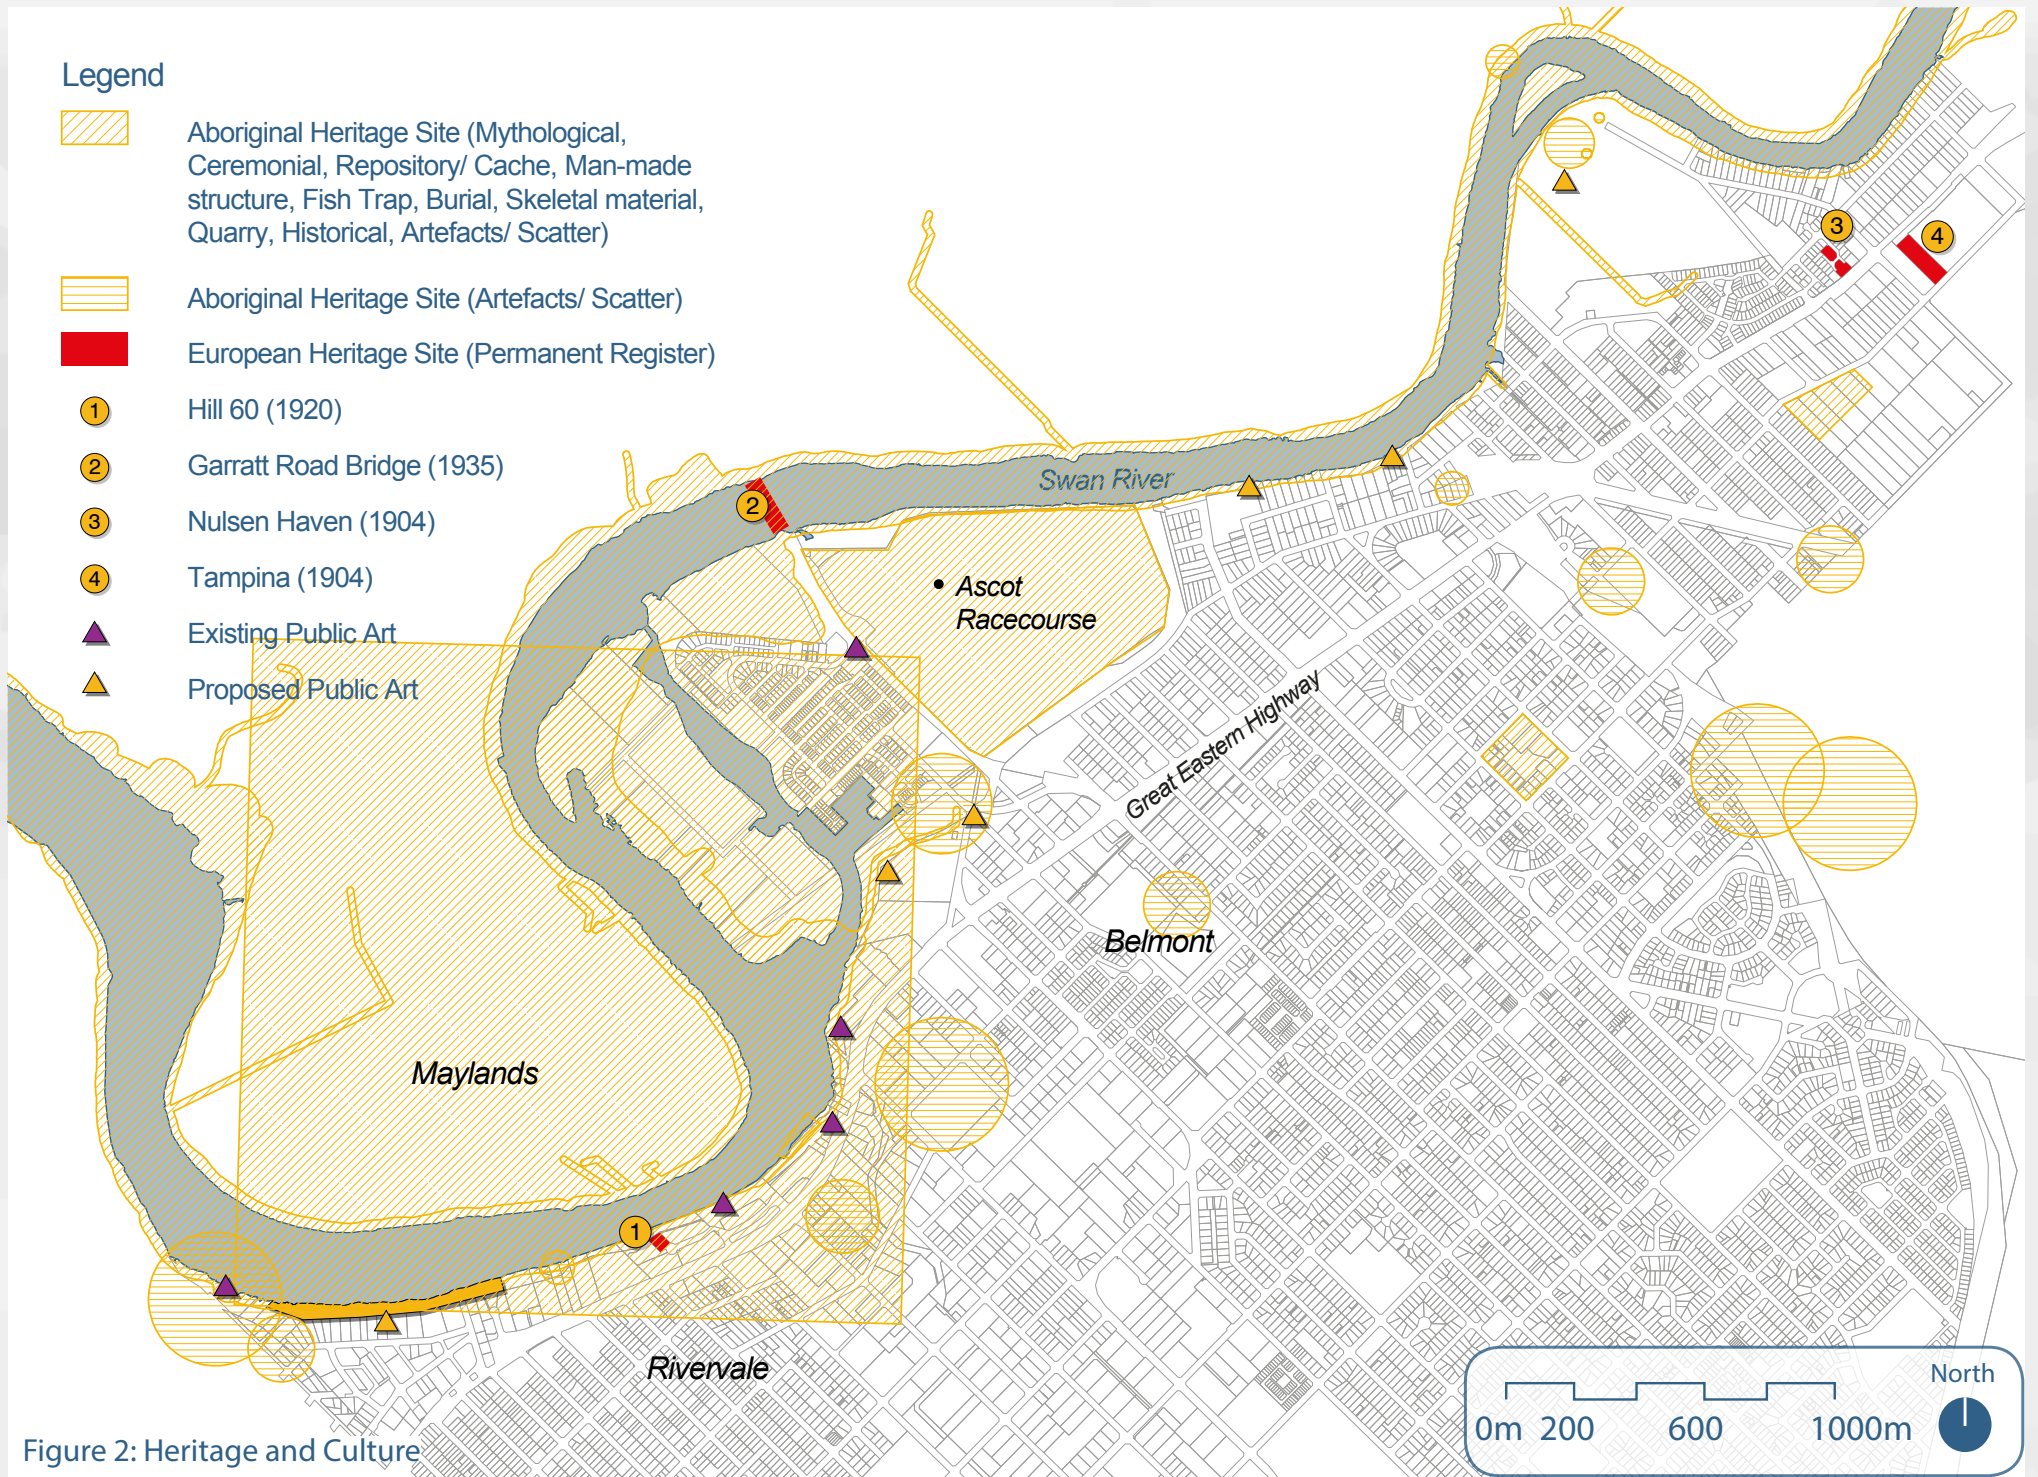 Legend
Aboriginal Heritage Site (Mythological,
Ceremonial, Repository/ Cache, Man-made
structure, Fish Trap, Burial, Skeletal material,
Quarry, Historical, Artefacts/ Scatter)
Aboriginal Heritage Site (Artefacts/ Scatter)
European Heritage Site (Permanent Register)
1 Hill 60 (1920)
2 Garratt Road Bridge (1935)
3 Nulsen Haven (1904)
4 Tampina (1904)
Existing Public Art
Proposed Public Art
3
4
Swan River
2
Ascot
Racecourse
Great Eastern Highway
Belmont
Maylands
1
Rivervale
North
0m 200 600 1000m
Figure 2: Heritage and Culture